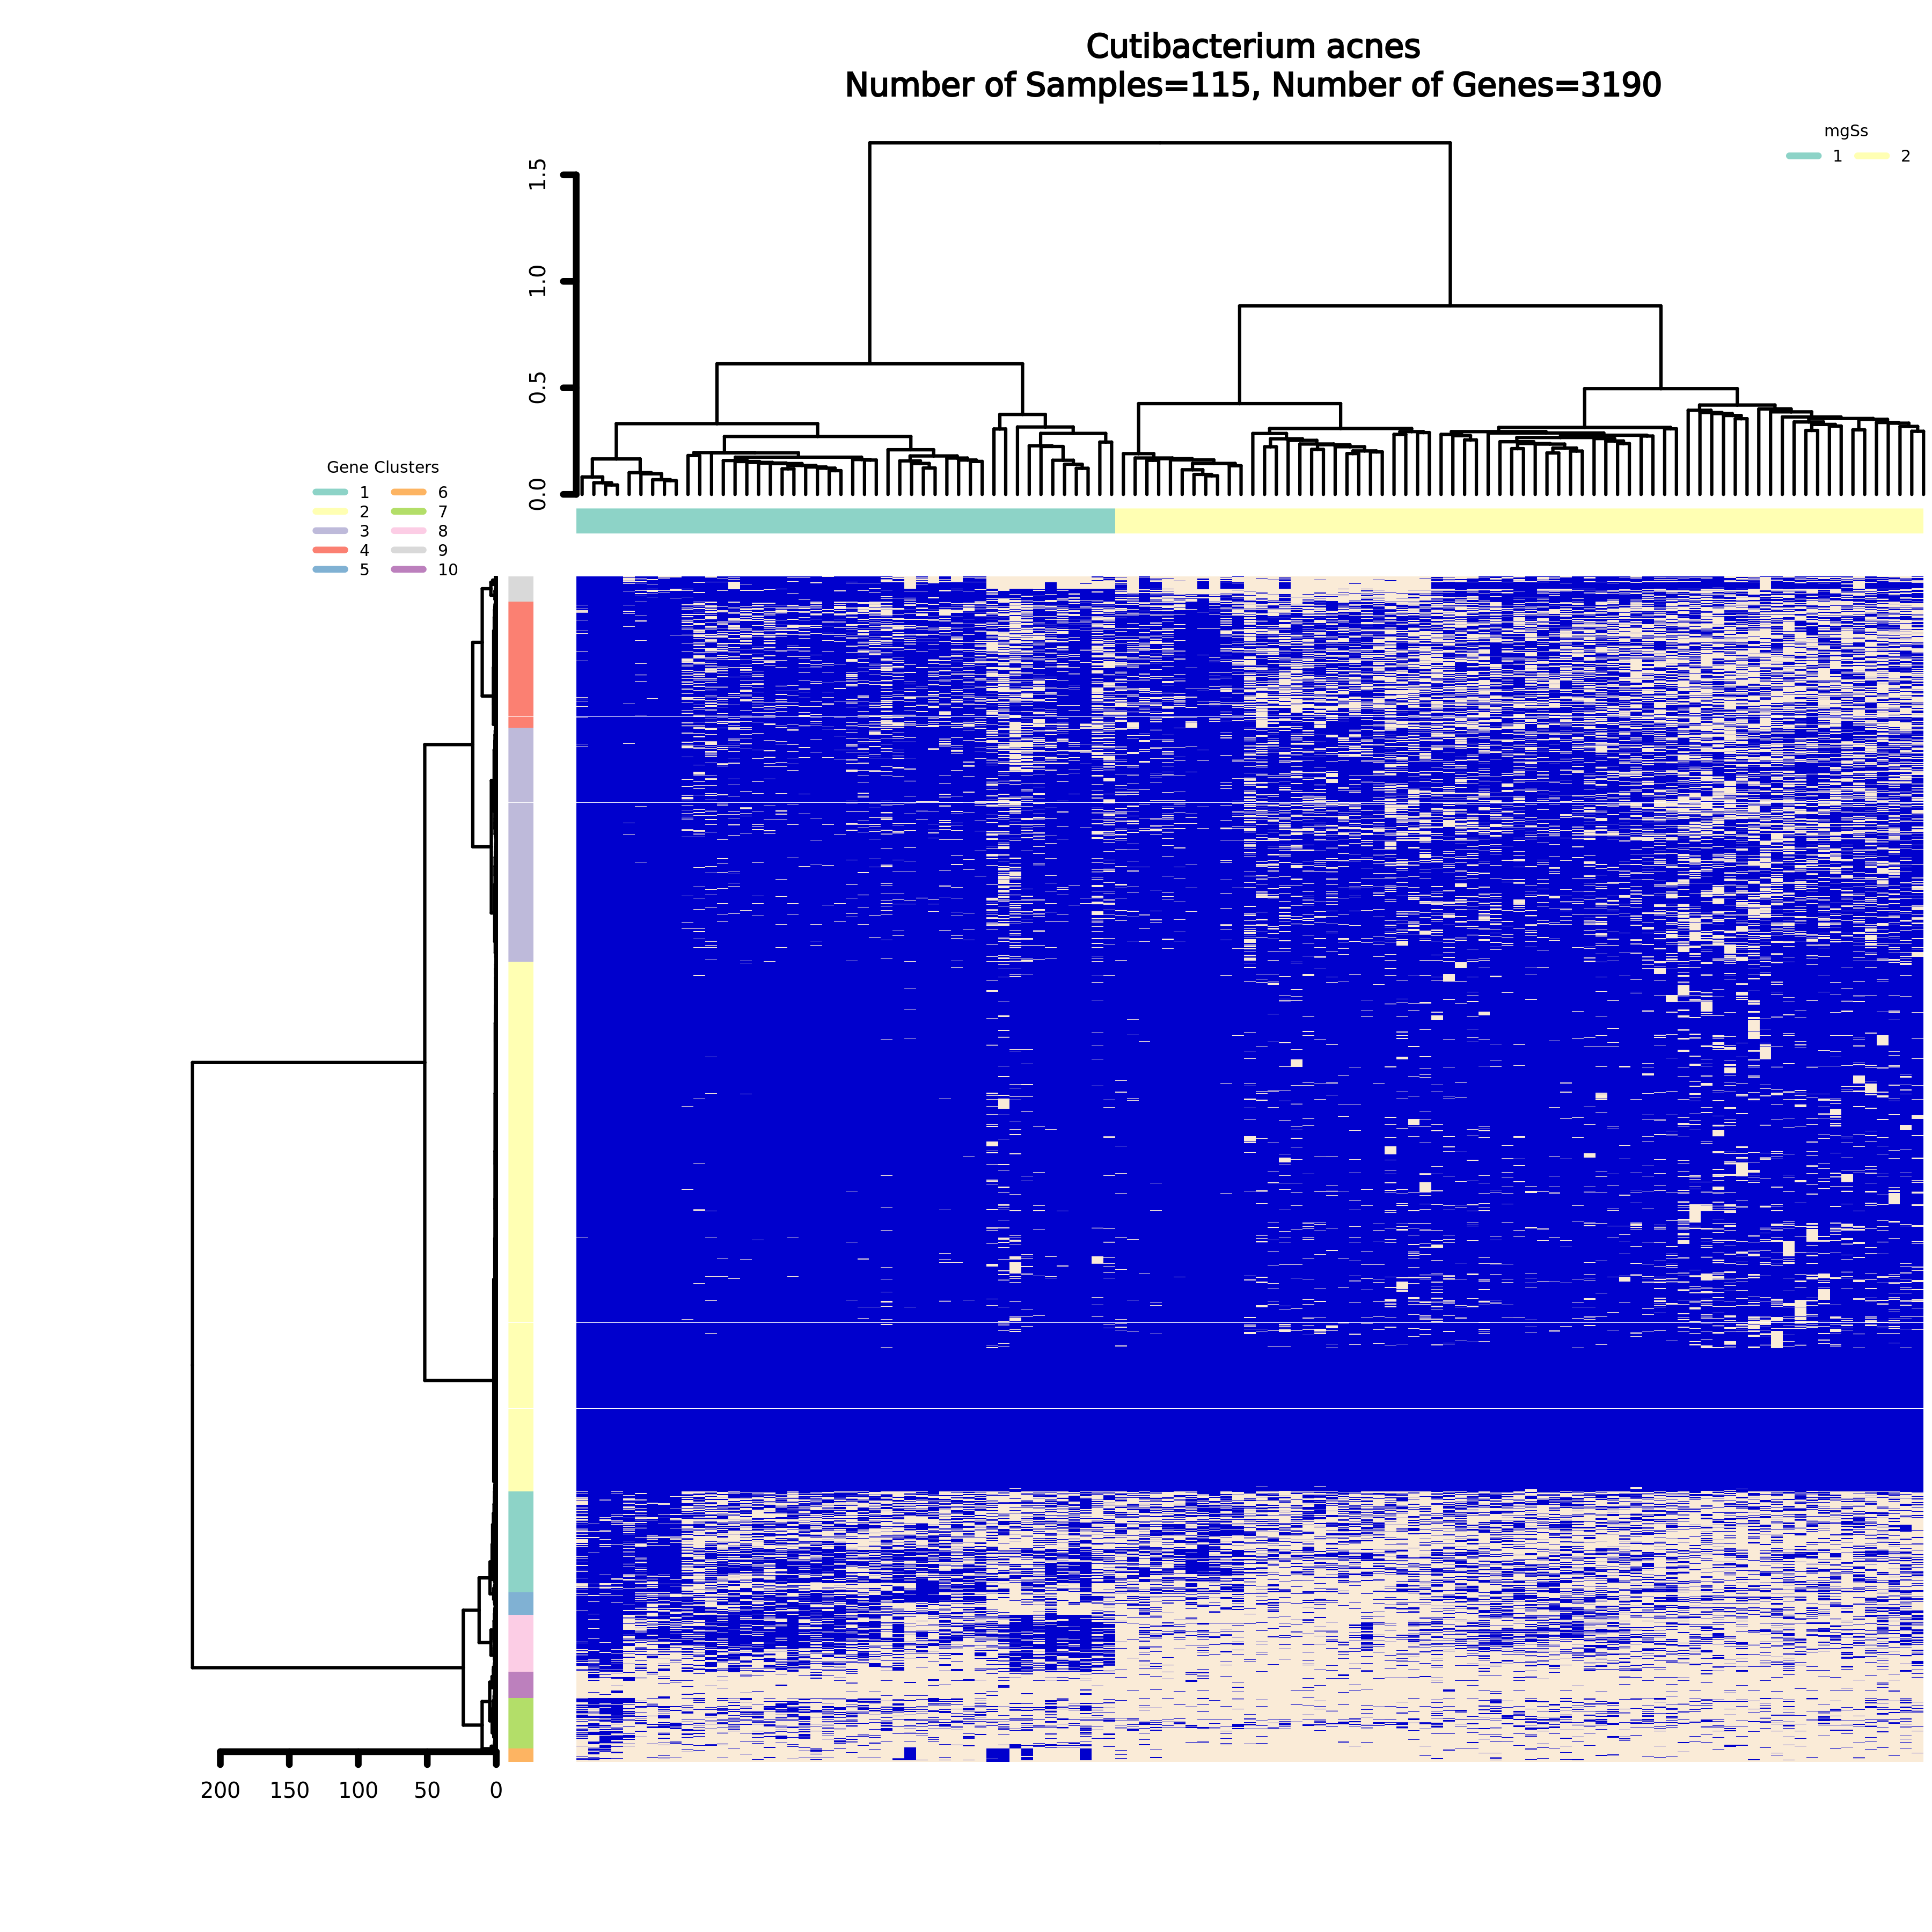 Cutibacterium acnes
Number of Samples=115, Number of Genes=3190
mgSs
1 2
1.5
1.0
0.5
0.0
Gene Clusters
1 6
2 7
3 8
4 9
5 10
200 150 100 50 0